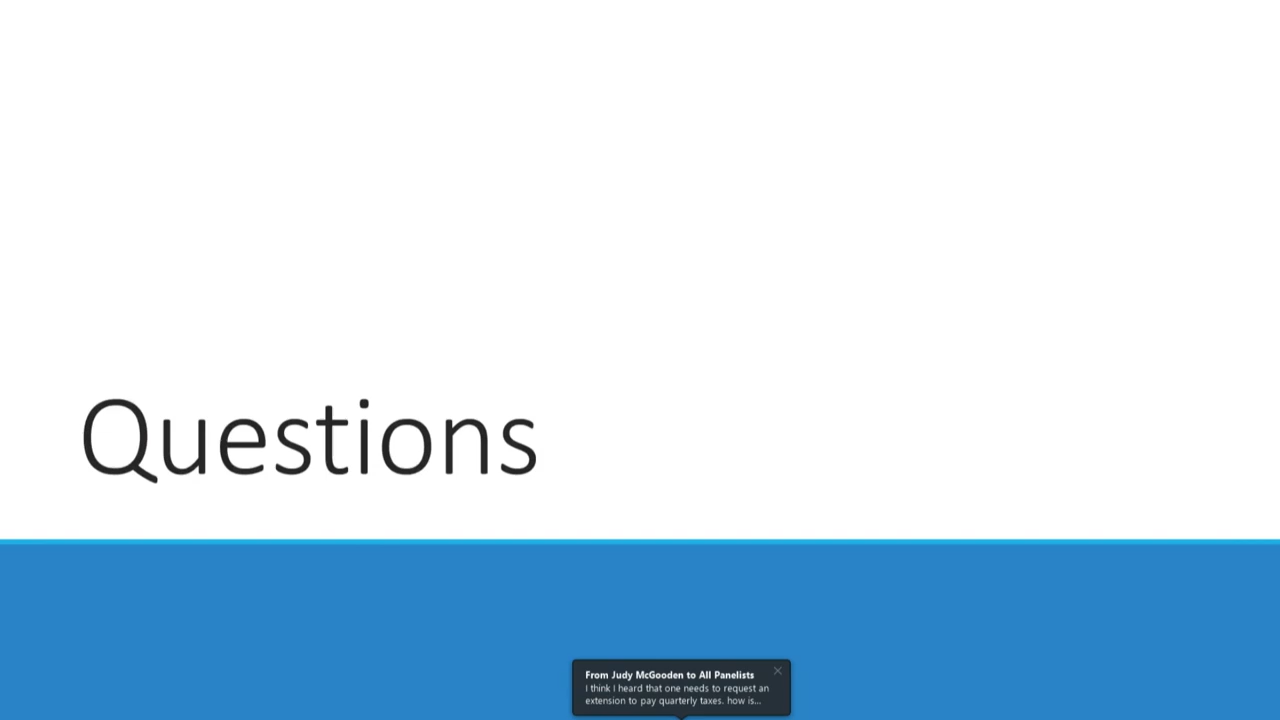 Questions
From Judy McGooden to All Panelists
I think I heard that one needs to request an
extension to pay quarterly taxes. how is...